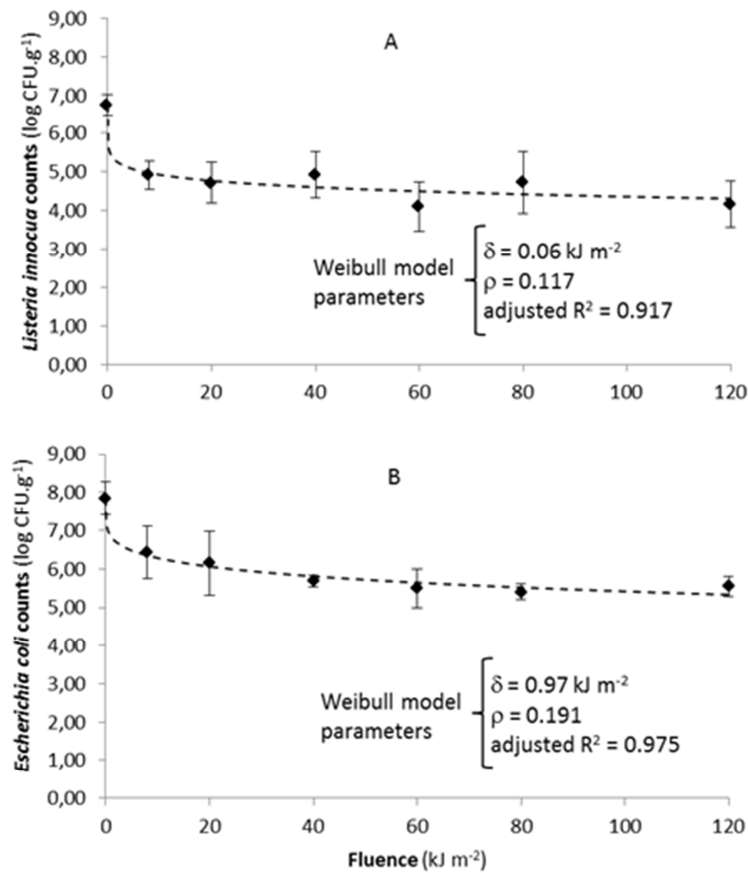 A
9,00
8,00
7,00
6,00
5,00
4,00
3,00
2,00
1,00
0,00
Listeria innocua counts (log CFU.g-1)
Weibull model
parameters
δ = 0.06 kJ m-2
ρ = 0.117
adjusted R2 = 0.917
0 20 40 60 80 100 120
B
9,00
8,00
7,00
6,00
5,00
4,00
3,00
2,00
1,00
0,00
Escherichia coli counts (log CFU.g-1)
Weibull model
parameters
δ = 0.97 kJ m-2
ρ = 0.191
adjusted R2 = 0.975
0 20 40 60 80 100 120
Fluence (kJ m-2)